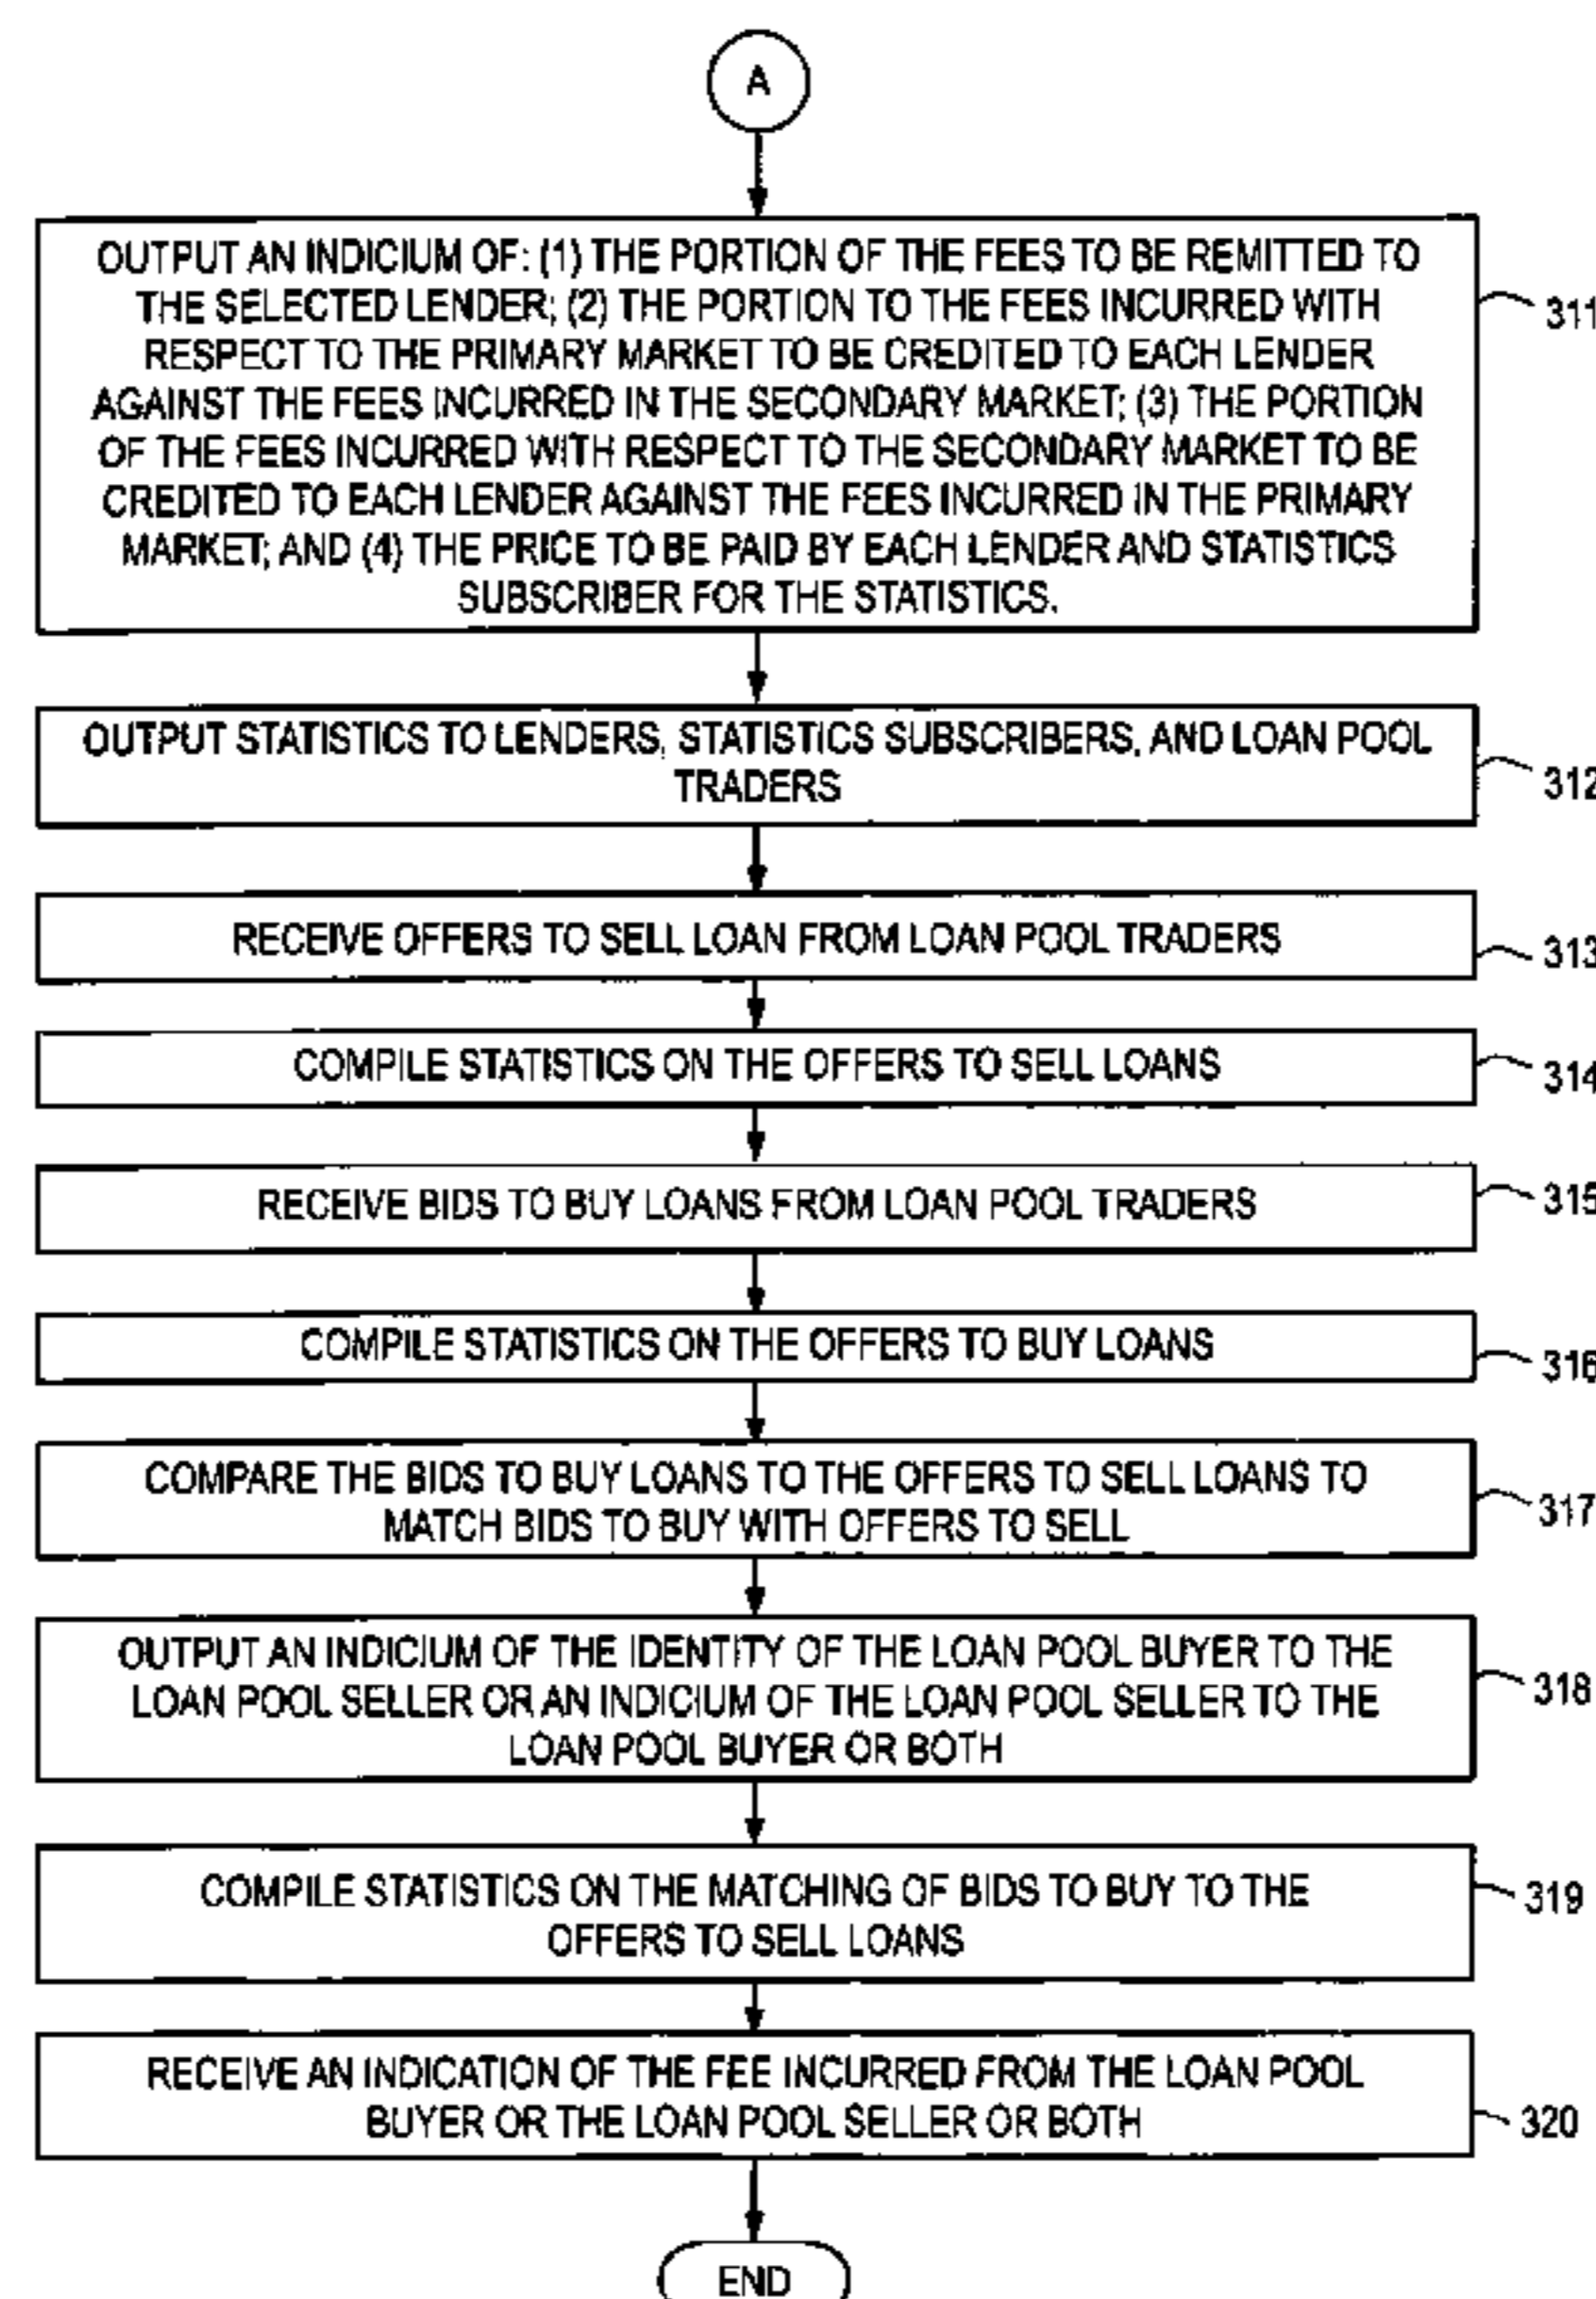 A
OUTPUT AN INDICIUM OF: (1) THE PORTION OF THE FEES TO BE REMITTED TO
THE SELECTED LENDER; (2) THE PORTION TO THE FEES INCURRED WITH
RESPECT TO THE PRIMARY MARKET TO BE CREDITED TO EACH LENDER
AGAINST THE FEES INCURRED IN THE SECONDARY MARKET; (3) THE PORTION
OF THE FEES INCURRED WITH RESPECT TO THE SECONDARY MARKET TO BE
CREDITED TO EACH LENDER AGAINST THE FEES INCURRED IN THE PRIMARY
MARKET; AND (4) THE PRICE TO BE PAID BY EACH LENDER AND STATISTICS
SUBSCRIBER FOR THE STATISTICS.
311
OUTPUT STATISTICS TO LENDERS, STATISTICS SUBSCRIBERS, AND LOAN POOL
TRADERS
312
RECEIVE OFFERS TO SELL LOAN FROM LOAN POOL TRADERS
313
COMPILE STATISTICS ON THE OFFERS TO SELL LOANS
314
RECEIVE BIDS TO BUY LOANS FROM LOAN POOL TRADERS
315
COMPILE STATISTICS ON THE OFFERS TO BUY LOANS
316
COMPARE THE BIDS TO BUY LOANS TO THE OFFERS TO SELL LOANS TO
MATCH BIDS TO BUY WITH OFFERS TO SELL
317
OUTPUT AN INDICIUM OF THE IDENTITY OF THE LOAN POOL BUYER TO THE
LOAN POOL SELLER OR AN INDICIUM OF THE LOAN POOL SELLER TO THE
LOAN POOL BUYER OR BOTH
318
COMPILE STATISTICS ON THE MATCHING OF BIDS TO BUY TO THE
OFFERS TO SELL LOANS
319
RECEIVE AN INDICATION OF THE FEE INCURRED FROM THE LOAN POOL
BUYER OR THE LOAN POOL SELLER OR BOTH
320
END